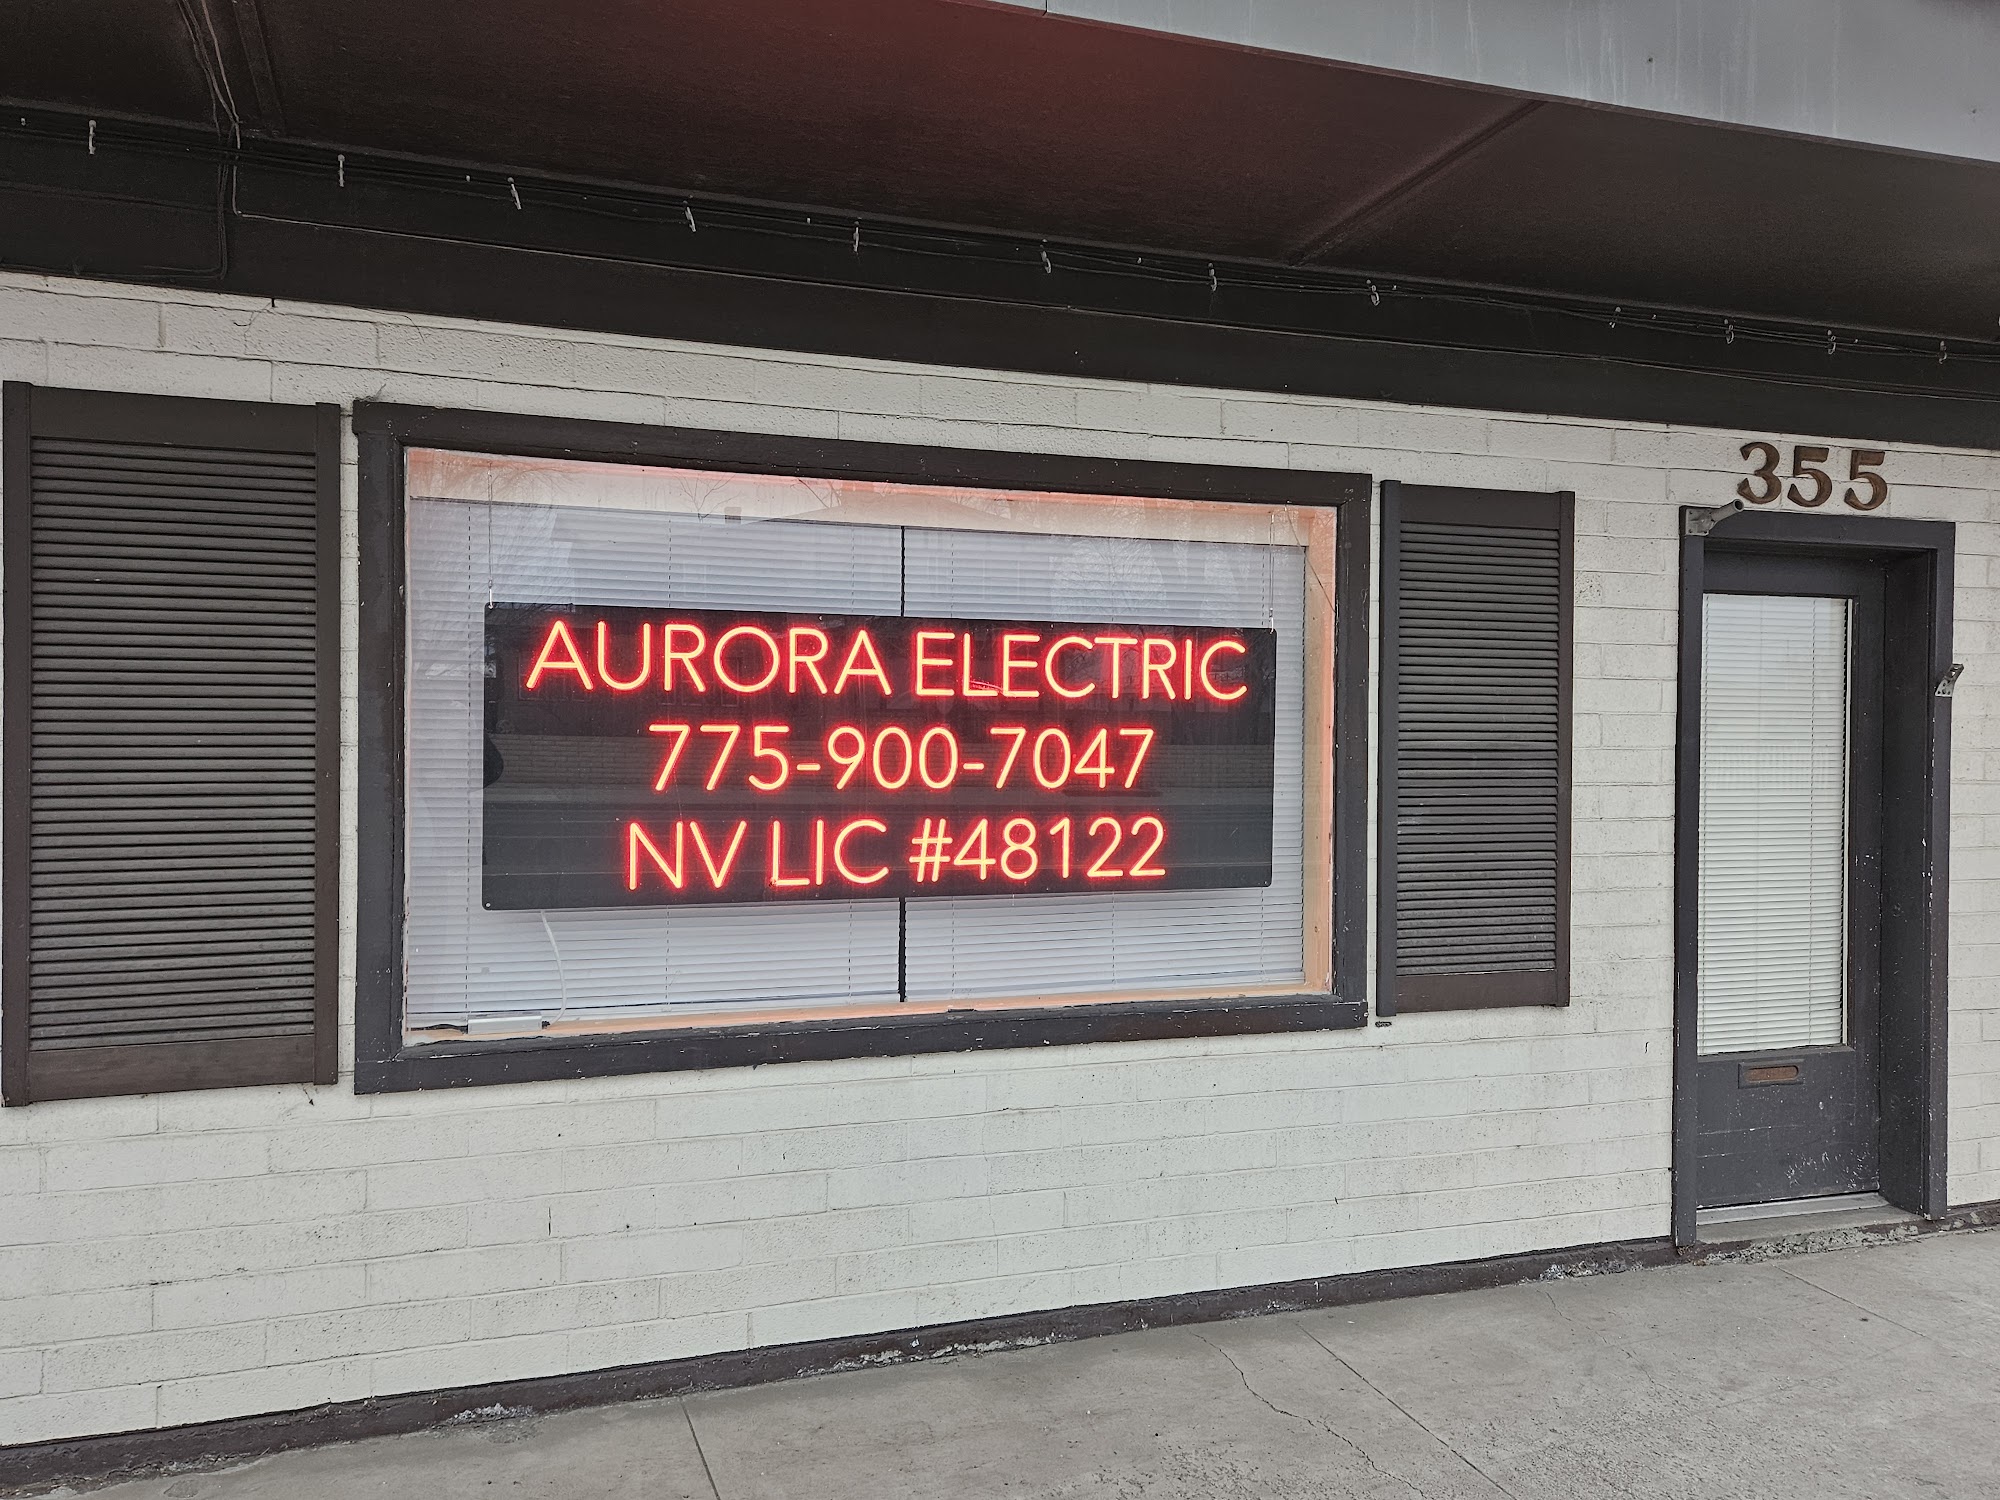 355
AURORA ELECTRIC
775-900-7047
NV LIC #48122